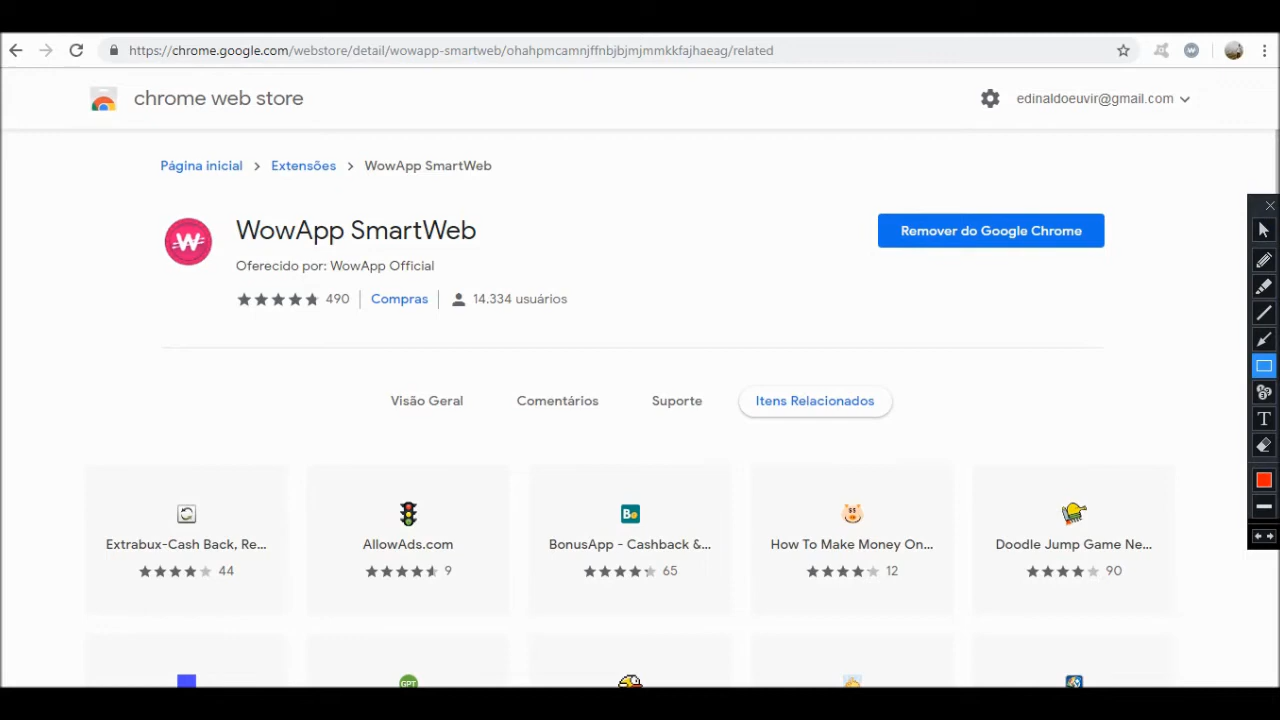 https://chrome.google.com/webstore/detail/wowapp-smartweb/ohahpmcamnjffnbjbjmjmmkkfajhaeag/related
chrome web store
edinaldoeuvir@gmail.com
Página inicial > Extensões > WowApp SmartWeb
W
WowApp SmartWeb
Remover do Google Chrome
Oferecido por: WowApp Official
490 Compras 14.334 usuários
Visão Geral Comentários Suporte Itens Relacionados
Be
$$
Extrabux-Cash Back, Re... AllowAds.com BonusApp - Cashback &... How To Make Money On... Doodle Jump Game Ne...
44 9 65 12 90
GPT
T